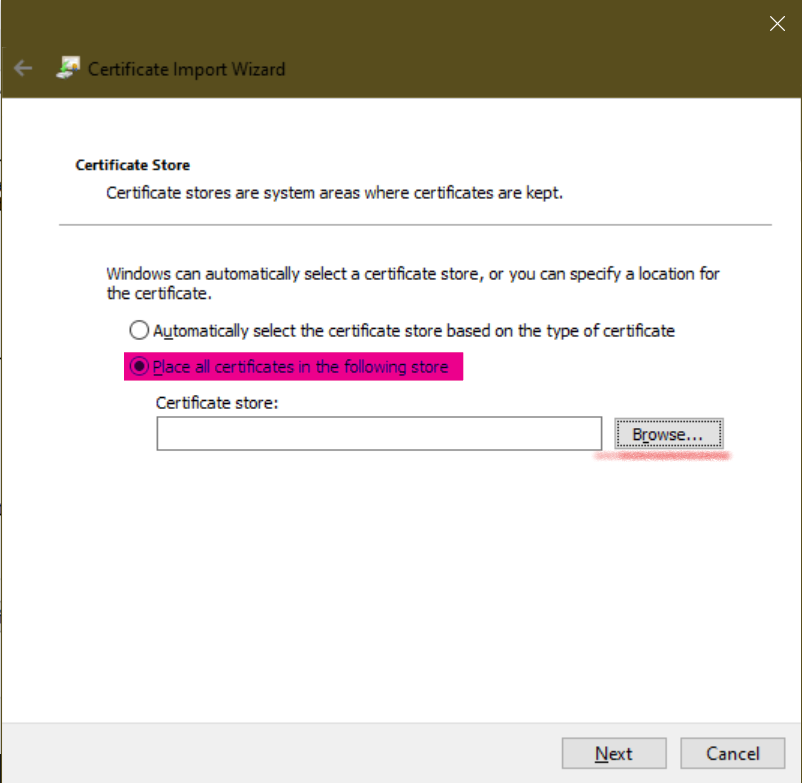 Certificate Import Wizard
Certificate Store
Certificate stores are system areas where certificates are kept.
Windows can automatically select a certificate store, or you can specify a location for
the certificate.
Automatically select the certificate store based on the type of certificate
Place all certificates in the following store
Certificate store:
Browse...
Next
Cancel